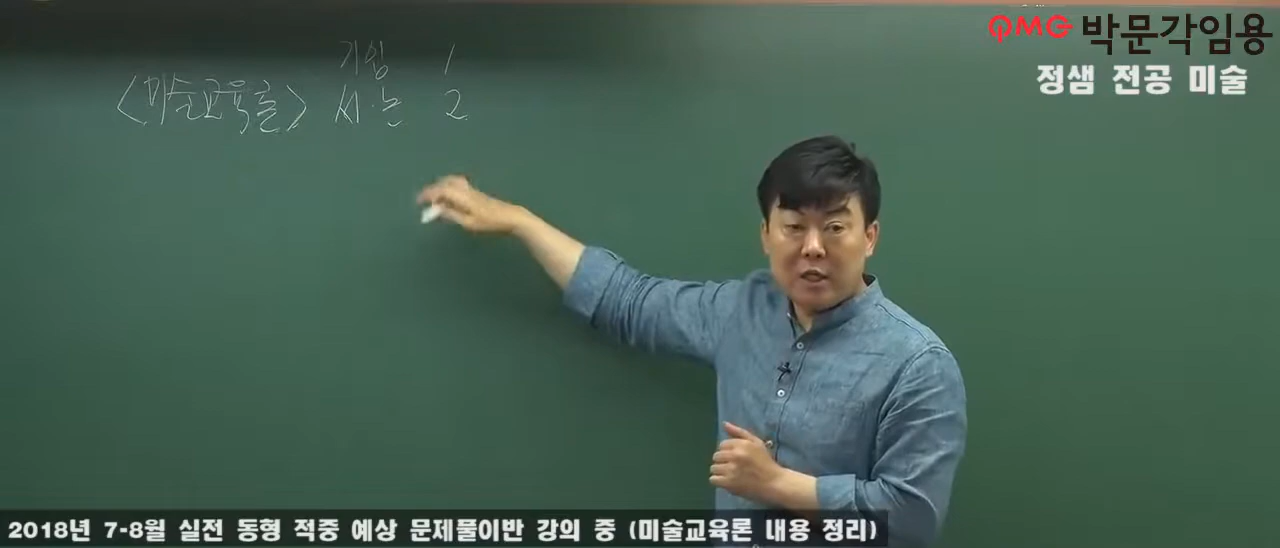 PMG 박문각임용
정샘 전공 미술
기입 1
<미술교육론> 서·논 2
2018년 7-8월 실전 동형 적중 예상 문제풀이반 강의 중 (미술교육론 내용 정리)